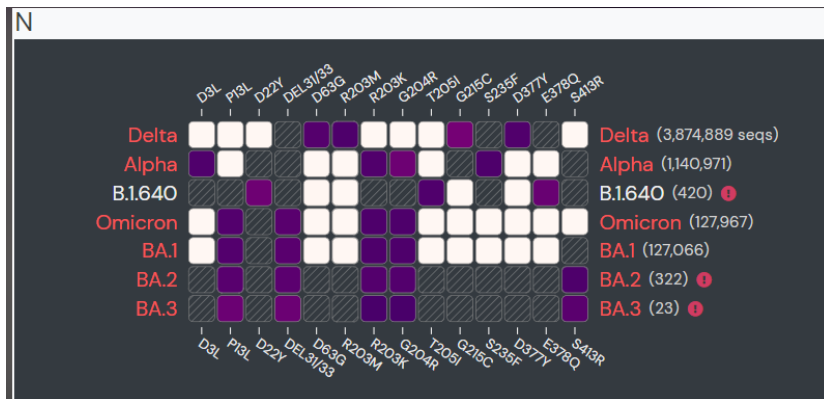 N
D3L P13L D22Y DEL31/33 D63G R203M R203K G204R T205I G215C S235F D377Y E378Q S413R
Delta Delta (3,874,889 seqs)
Alpha Alpha (1,140,971)
B.1.640 B.1.640 (420) !
Omicron Omicron (127,967)
BA.1 BA.1 (127,066)
BA.2 BA.2 (322) !
BA.3 BA.3 (23) !
D3L P13L D22Y DEL31/33 D63G R203M R203K G204R T205I G215C S235F D377Y E378Q S413R